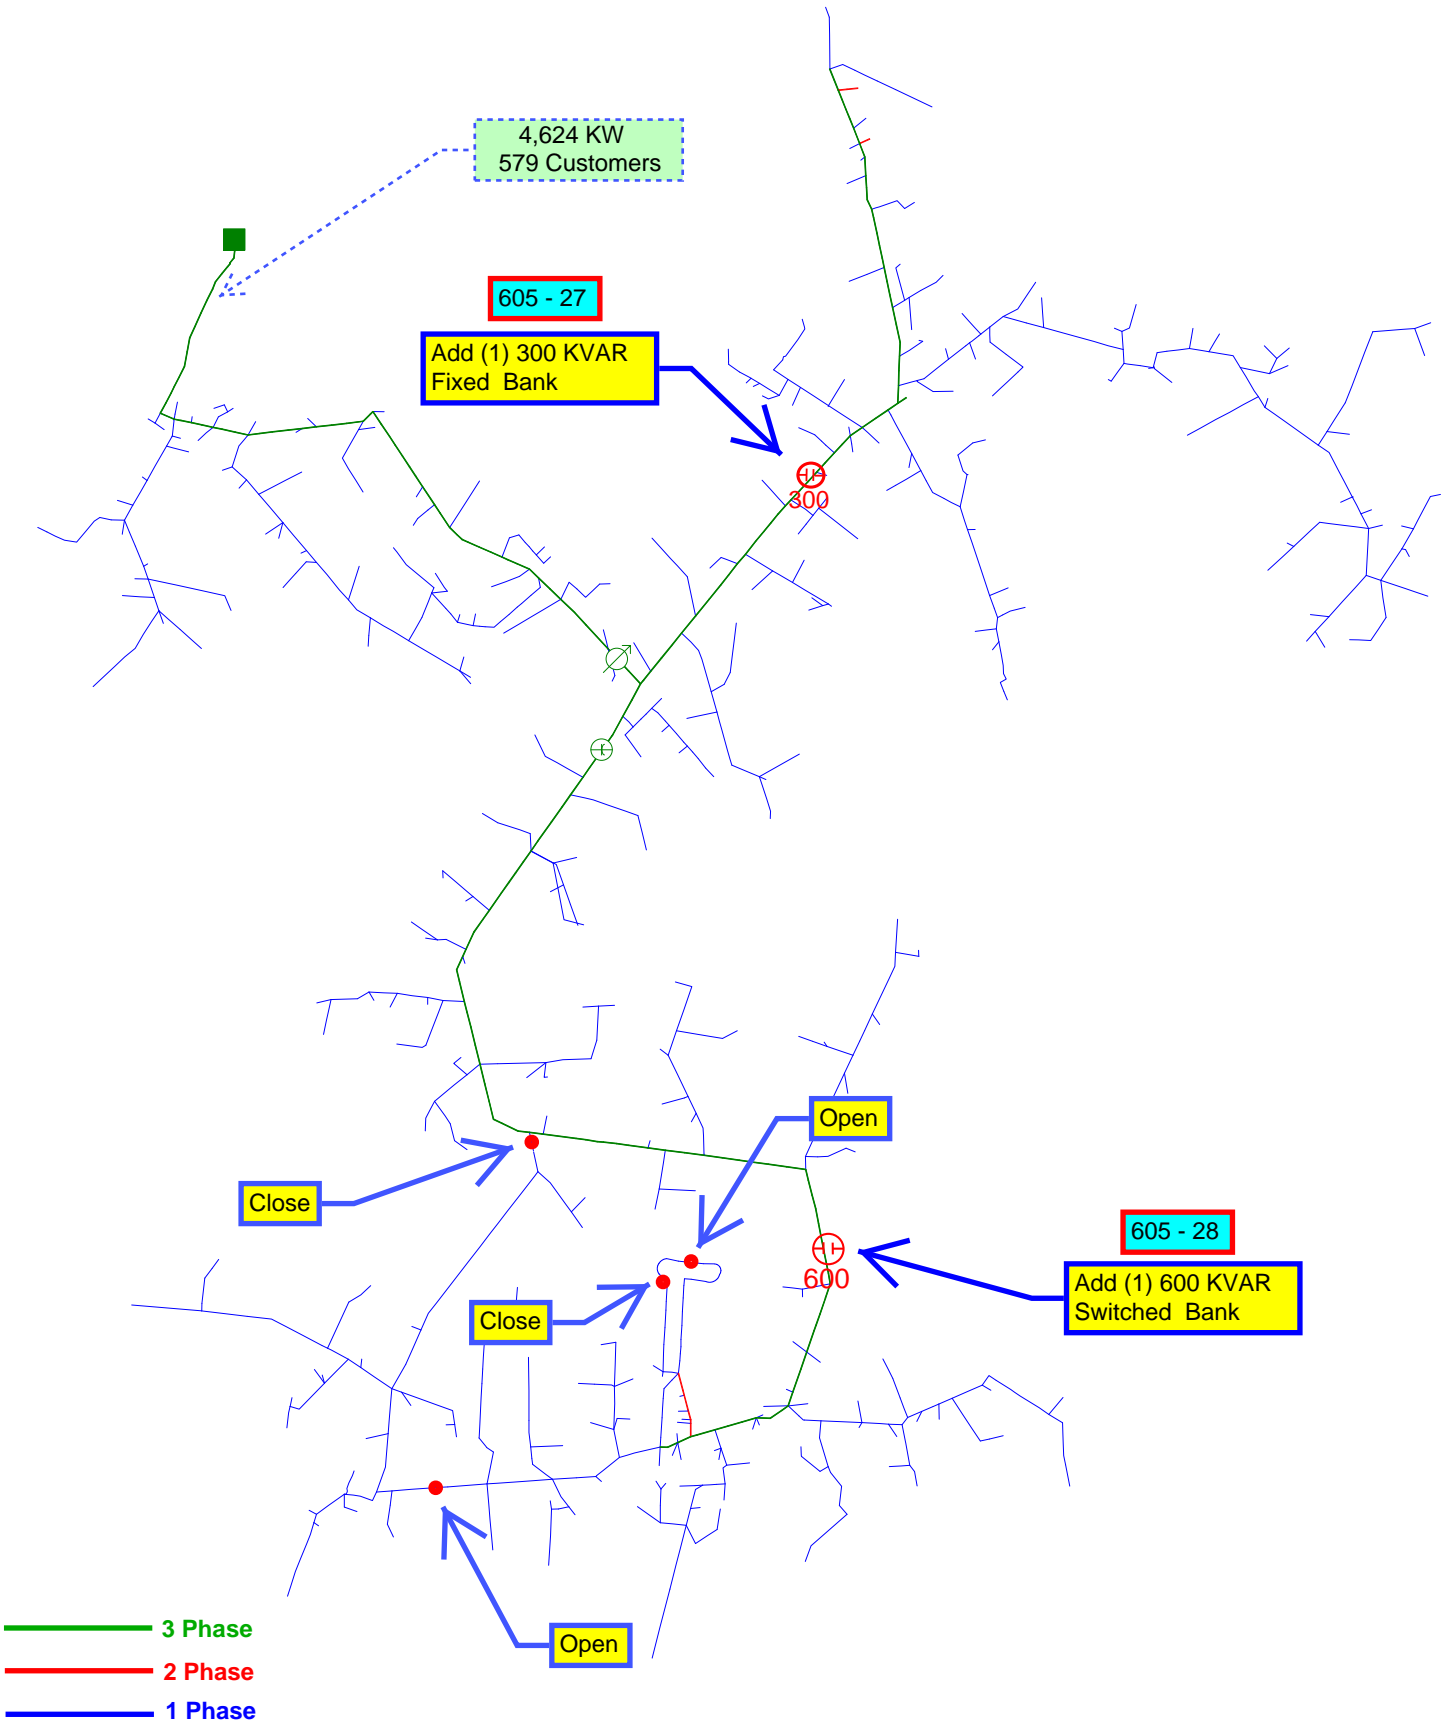 4,624 KW
579 Customers
605 - 27
Add (1) 300 KVAR
Fixed Bank
300
Open
Close
605 - 28
600
Add (1) 600 KVAR
Switched Bank
Close
Open
3 Phase
2 Phase
1 Phase